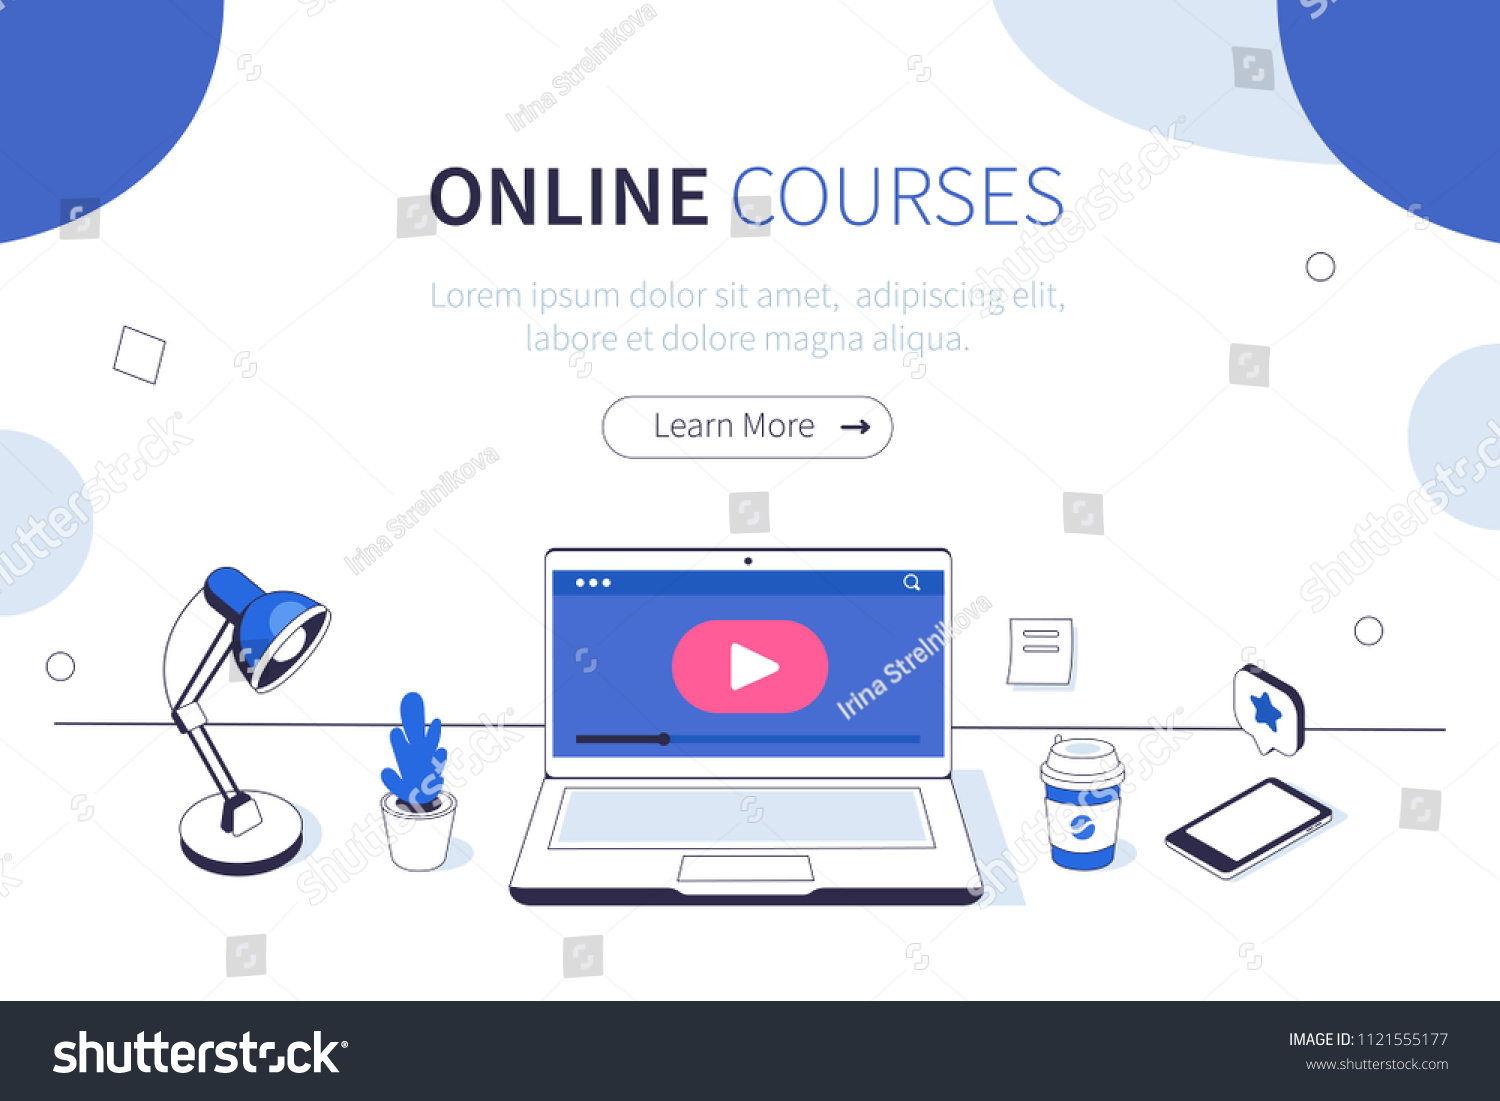 Irina Strelnikova
shutterstock
ONLINE COURSES
shutterstock
Lorem ipsum dolor sit amet,  adipiscing elit,
labore et dolore magna aliqua.
Learn More →
shutterstock
Irina Strelnikova
shutterstock
Irina Strelnikova
shutterstock
shutterstock
shutterstock®
IMAGE ID: 1121555177
www.shutterstock.com